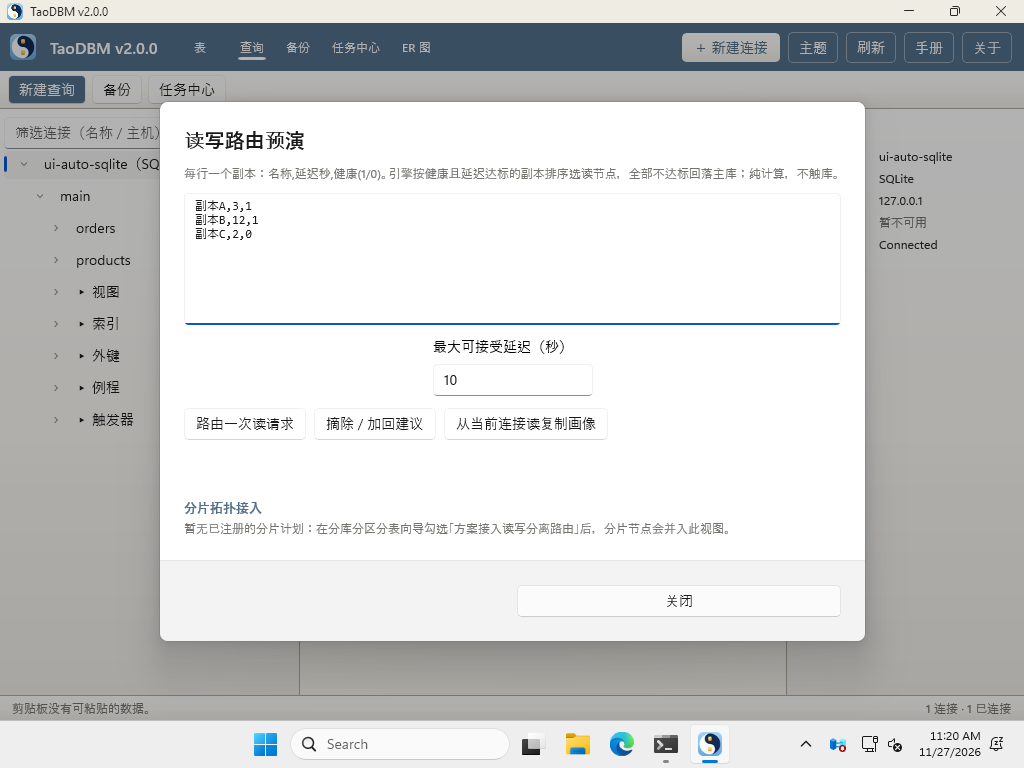 TaoDBM v2.0.0
TaoDBM v2.0.0 表 查询 备份 任务中心 ER 图 + 新建连接 主题 刷新 手册 关于
新建查询 备份 任务中心
筛选连接（名称 / 主机）
ui-auto-sqlite（SQ
main
orders
products
视图
索引
外键
例程
触发器
读写路由预演
每行一个副本：名称,延迟秒,健康(1/0)。引擎按健康且延迟达标的副本排序选读节点，全部不达标回落主库；纯计算，不触库。
副本A,3,1
副本B,12,1
副本C,2,0
最大可接受延迟（秒）
10
路由一次读请求 摘除 / 加回建议 从当前连接读复制画像
分片拓扑接入
暂无已注册的分片计划：在分库分区分表向导勾选「方案接入读写分离路由」后，分片节点会并入此视图。
关闭
ui-auto-sqlite
SQLite
127.0.0.1
暂不可用
Connected
剪贴板没有可粘贴的数据。 1 连接 · 1 已连接
Search
11:20 AM
11/27/2026